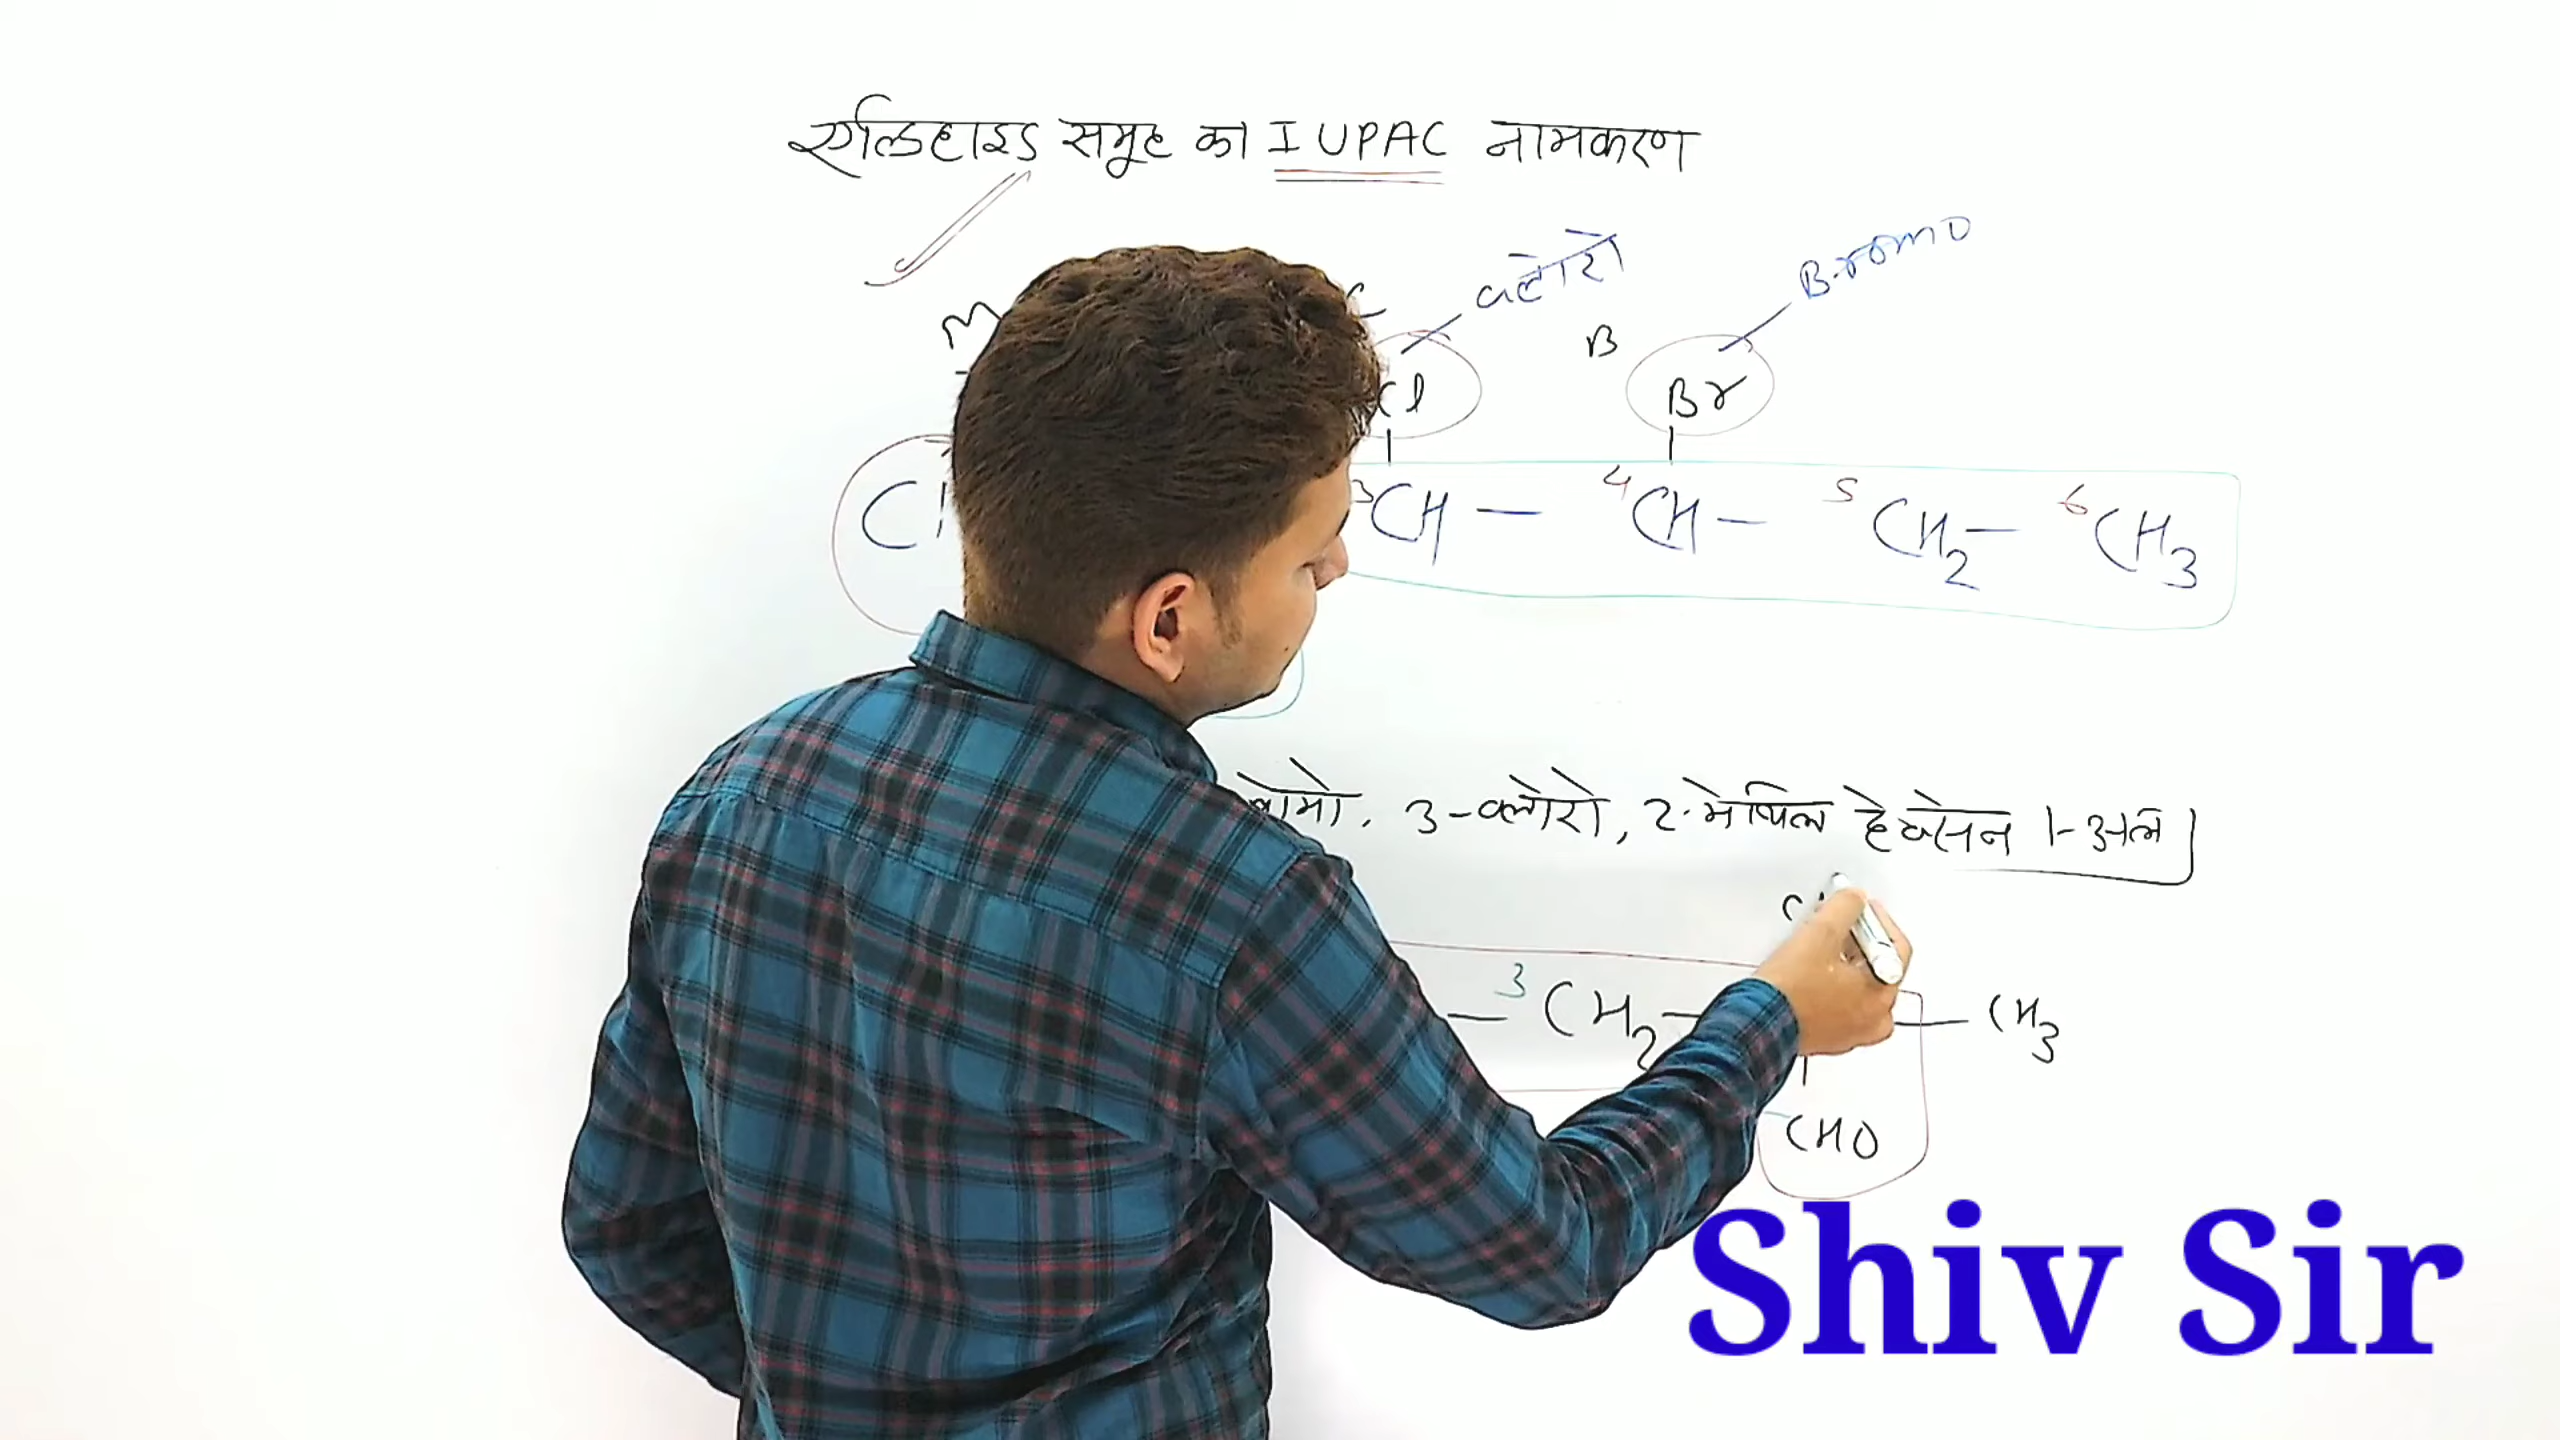 एल्डिहाइड समूह का IUPAC नामकरण
क्लोरो Bromo
M C B
Cl Br
3CH — 4CH — 5CH2 — 6CH3
ब्रोमो, 3-क्लोरो, 2-मेथिल हेक्सेन 1-अल
— 3CH2 — — CH3
CHO
Shiv Sir